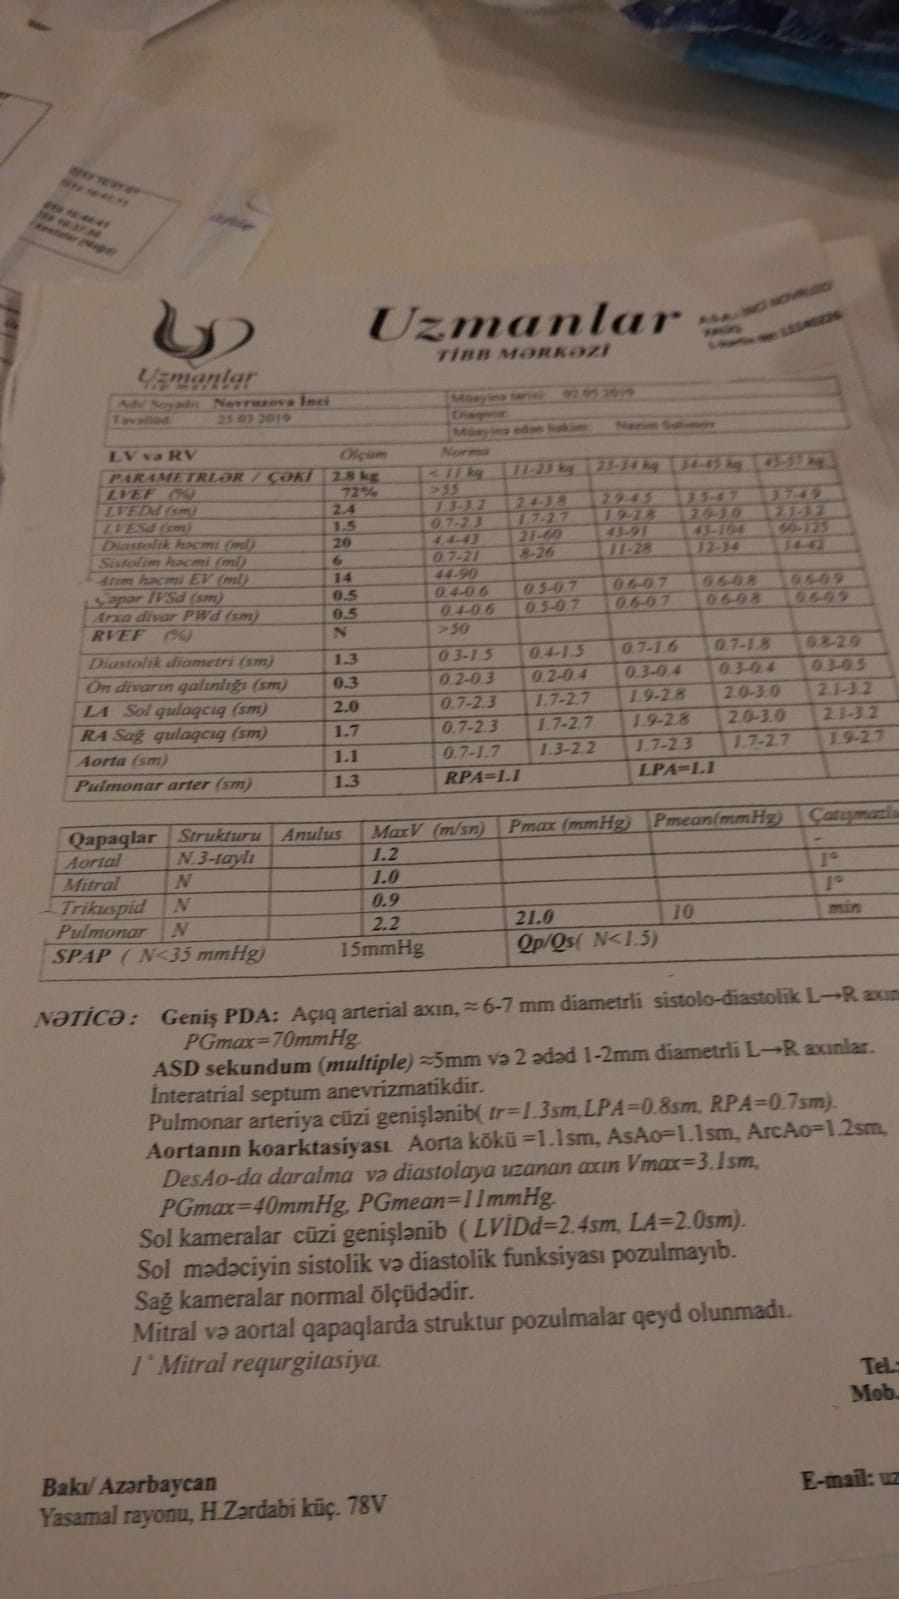 Uzmanlar
TİBB MƏRKƏZİ
Uzmanlar
Tıp merkezi
Adı/ Soyadı: Novruzova İnci Müayinə tarixi: 02.05.2019
Təvəllüd: 25.03.2019 Diaqnoz:
Müayinə edən həkim: Nazim
LV və RV Ölçüm Norma
PARAMETRLƏR / ÇƏKİ 2.8 kg < 11 kg 11-23 kg 23-34 kg 34-45 kg 45-57 kg
LVEF (%) 72% >55
LVEDd (sm) 2.4 1.3-3.2 2.4-3.8 2.9-4.5 3.5-4.7 3.7-4.9
LVESd (sm) 1.5 0.7-2.3 1.7-2.7 1.9-2.8 2.0-3.0 2.1-3.2
Diastolik həcmi (ml) 20 4.4-43 21-60 43-91 43-104 60-125
Sistolim həcmi (ml) 6 0.7-21 8-26 11-28 12-34 14-42
Atım həcmi EV (ml) 14 44-90
Çəpər IVSd (sm) 0.5 0.4-0.6 0.5-0.7 0.6-0.7 0.6-0.8 0.6-0.9
Arxa divar PWd (sm) 0.5 0.4-0.6 0.5-0.7 0.6-0.7 0.6-0.8 0.6-0.9
RVEF (%) N >50
Diastolik diametri (sm) 1.3 0.3-1.5 0.4-1.5 0.7-1.6 0.7-1.8 0.8-2.0
Ön divarın qalınlığı (sm) 0.3 0.2-0.3 0.2-0.4 0.3-0.4 0.3-0.4 0.3-0.5
LA Sol qulaqcıq (sm) 2.0 0.7-2.3 1.7-2.7 1.9-2.8 2.0-3.0 2.1-3.2
RA Sağ qulaqcıq (sm) 1.7 0.7-2.3 1.7-2.7 1.9-2.8 2.0-3.0 2.1-3.2
Aorta (sm) 1.1 0.7-1.7 1.3-2.2 1.7-2.3 1.7-2.7 1.9-2.7
Pulmonar arter (sm) 1.3 RPA=1.1 LPA=1.1
Qapaqlar Strukturu Anulus MaxV (m/sn) Pmax (mmHg) Pmean(mmHg) Çatışmazlı
Aortal N.3-taylı 1.2 -
Mitral N 1.0 1°
Trikuspid N 0.9 1°
Pulmonar N 2.2 21.0 10 min
SPAP ( N<35 mmHg) 15mmHg Qp/Qs( N<1.5)
NƏTİCƏ : Geniş PDA: Açıq arterial axın, ≈ 6-7 mm diametrli sistolo-diastolik L→R axın
PGmax=70mmHg.
ASD sekundum (multiple) ≈5mm və 2 ədəd 1-2mm diametrli L→R axınlar.
İnteratrial septum anevrizmatikdir.
Pulmonar arteriya cüzi genişlənib( tr=1.3sm, LPA=0.8sm, RPA=0.7sm).
Aortanın koarktasiyası. Aorta kökü =1.1sm, AsAo=1.1sm, ArcAo=1.2sm,
DesAo-da daralma və diastolaya uzanan axın Vmax=3.1sm,
PGmax=40mmHg, PGmean=11mmHg.
Sol kameralar cüzi genişlənib ( LVİDd=2.4sm, LA=2.0sm).
Sol mədəciyin sistolik və diastolik funksiyası pozulmayıb.
Sağ kameralar normal ölçüdədir.
Mitral və aortal qapaqlarda struktur pozulmalar qeyd olunmadı.
1° Mitral requrgitasiya.
Tel.:
Mob.
Bakı/ Azərbaycan
Yasamal rayonu, H.Zərdabi küç. 78V
E-mail: uz